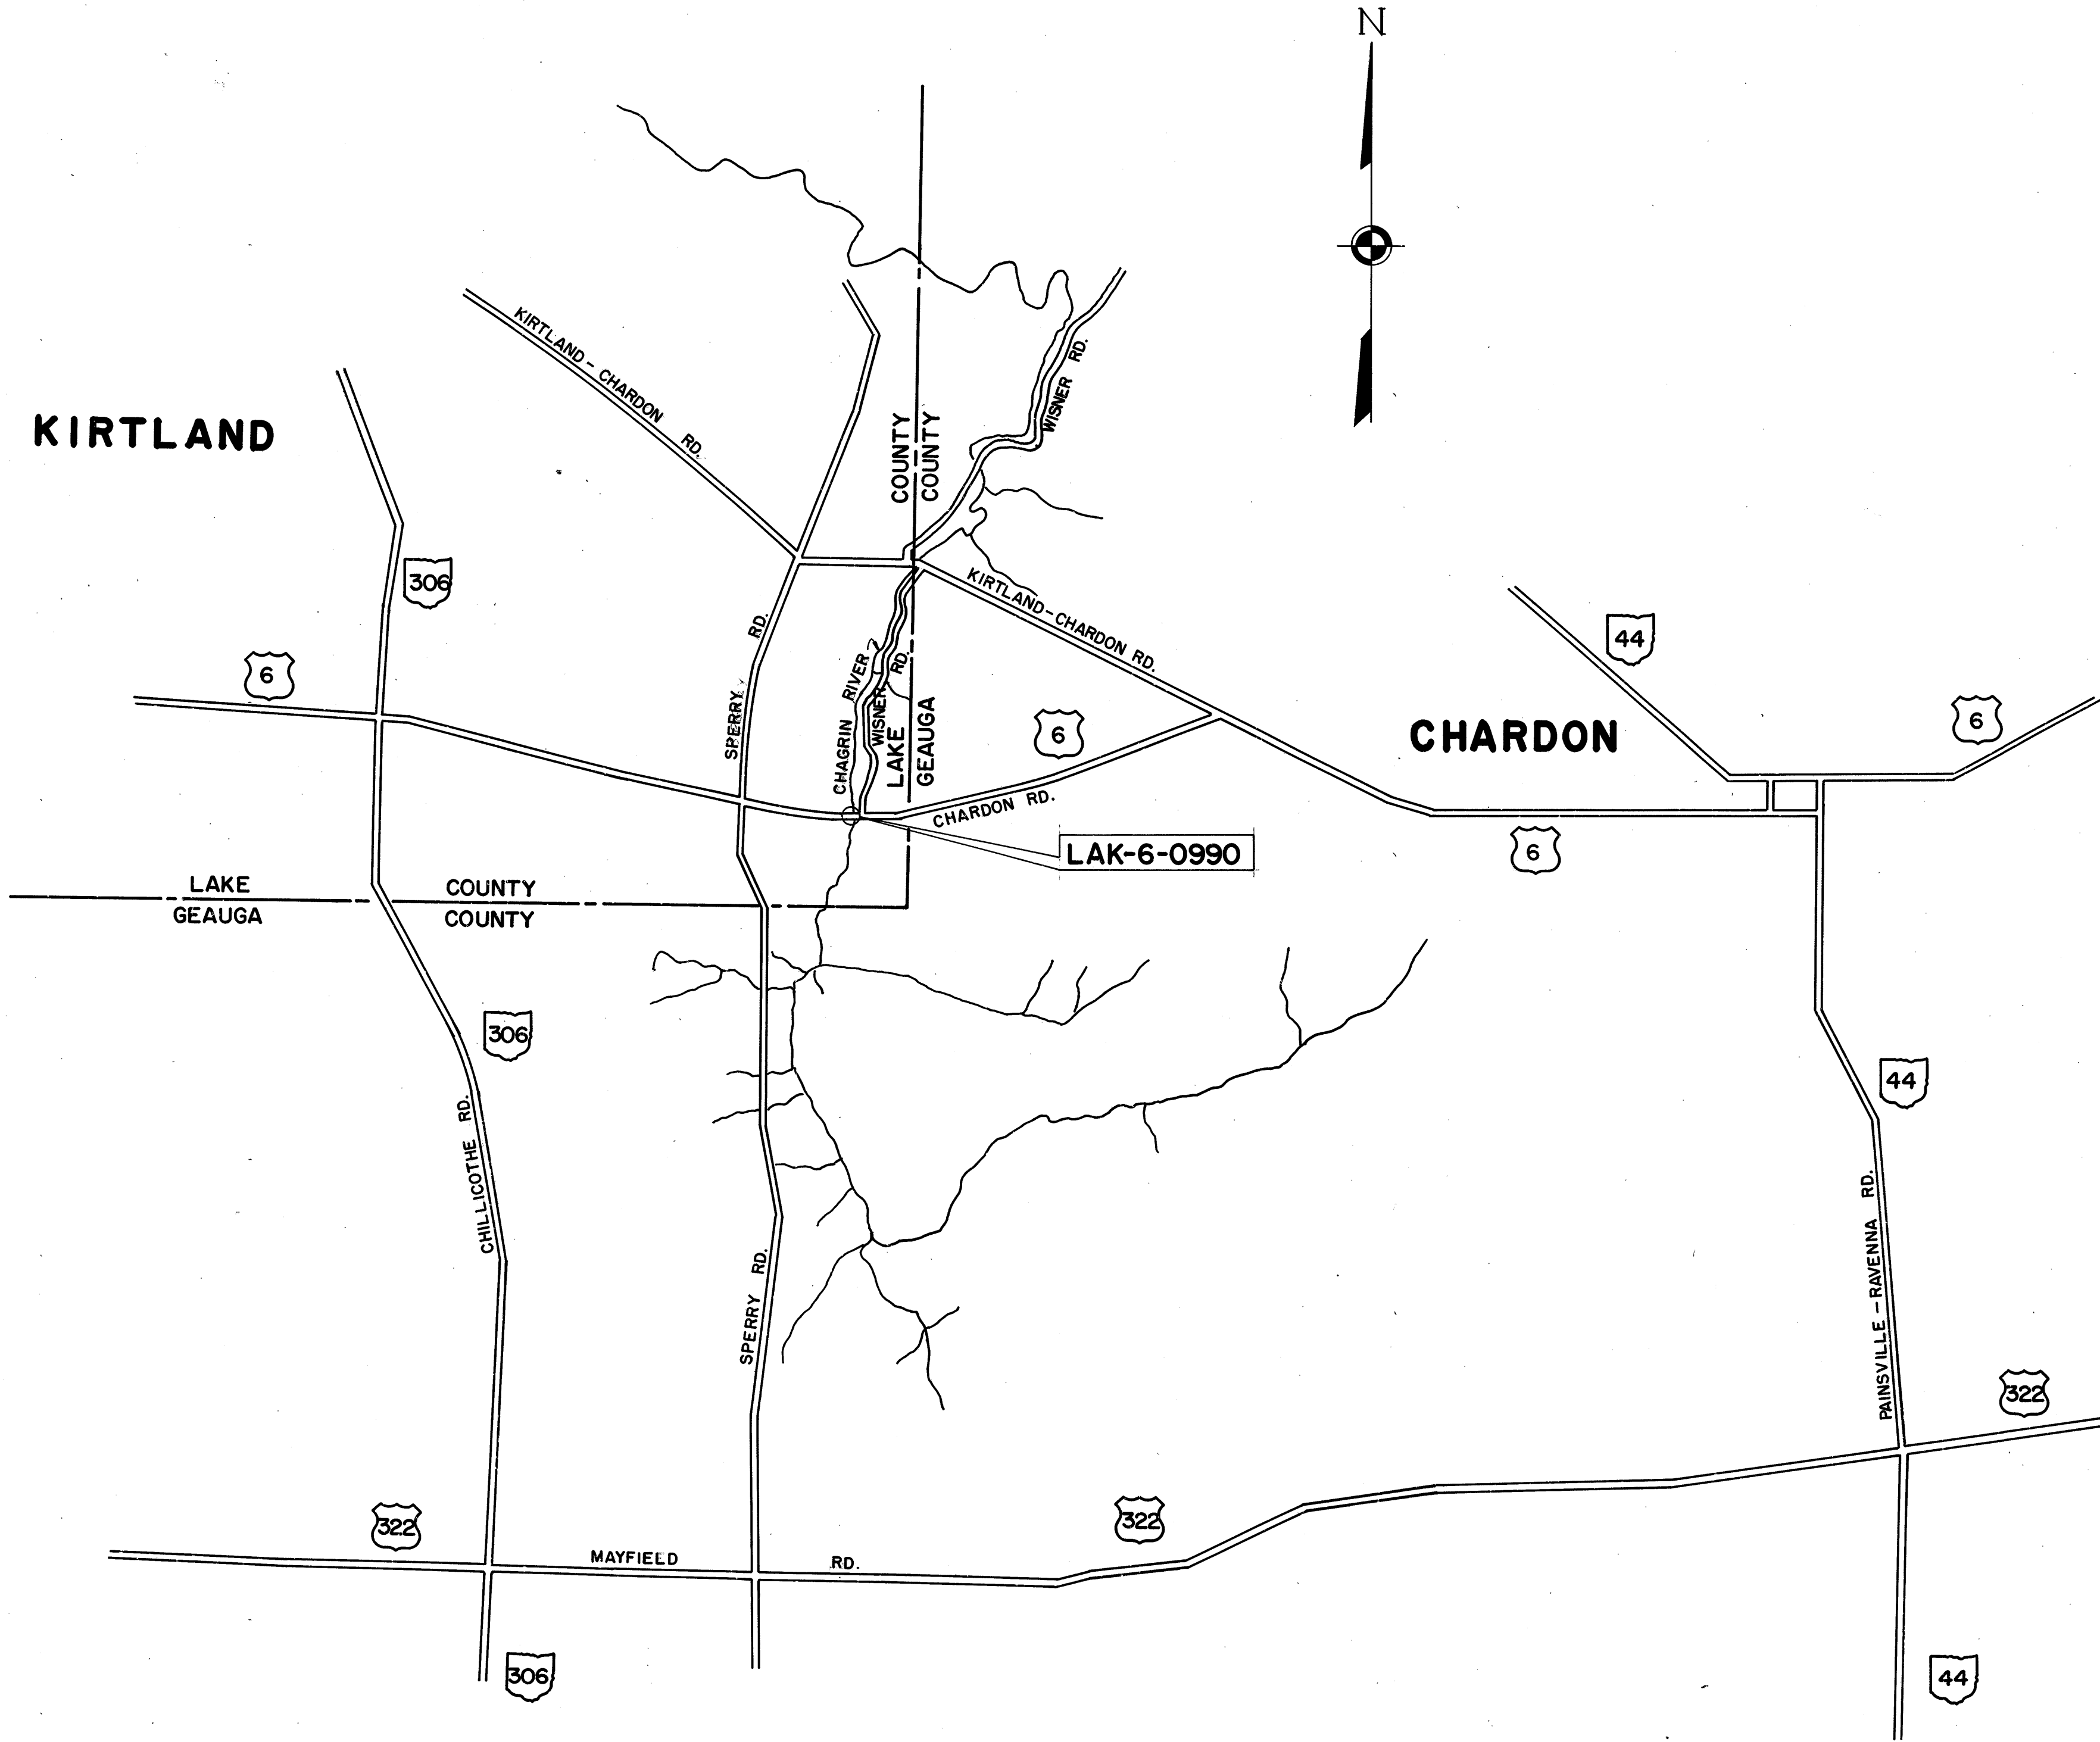 N
KIRTLAND-CHARDON RD.
WISNER RD.
KIRTLAND
COUNTY
COUNTY
306
KIRTLAND-CHARDON RD.
44
6
SPERRY RD.
CHAGRIN RIVER
WISNER RD.
LAKE
GEAUGA
6
CHARDON
6
CHARDON RD.
LAK-6-0990
6
LAKE COUNTY
GEAUGA COUNTY
306
44
CHILLICOTHE RD.
SPERRY RD.
PAINSVILLE-RAVENNA RD.
322
322
322
MAYFIELD RD.
306
44